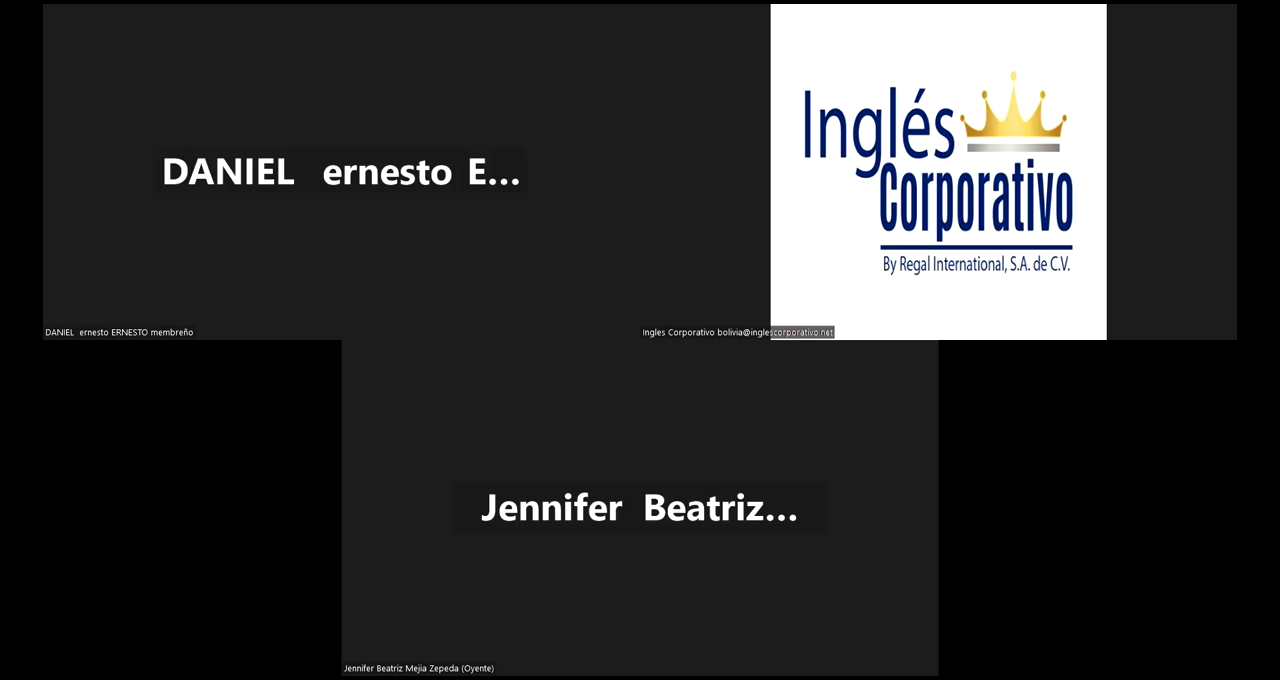 DANIEL ernesto E...
Inglés
Corporativo
By Regal International, S.A. de C.V.
DANIEL ernesto ERNESTO membreño
Ingles Corporativo bolivia@inglescorporativo.net
Jennifer Beatriz...
Jennifer Beatriz Mejia Zepeda (Oyente)